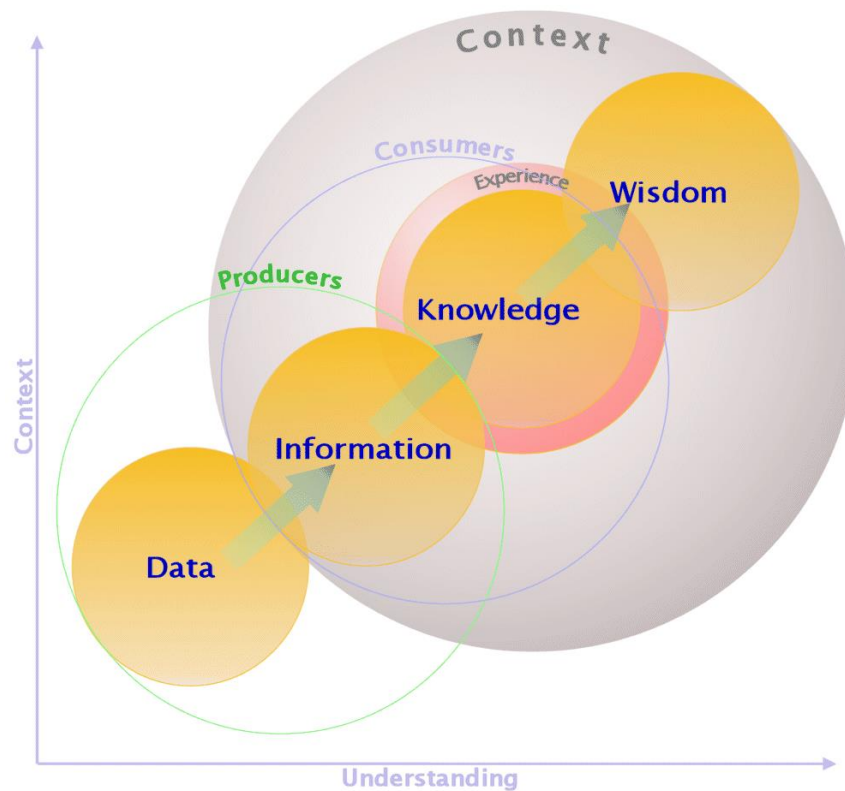 Context
Consumers
Experience
Wisdom
Producers
Knowledge
Context
Information
Data
Understanding